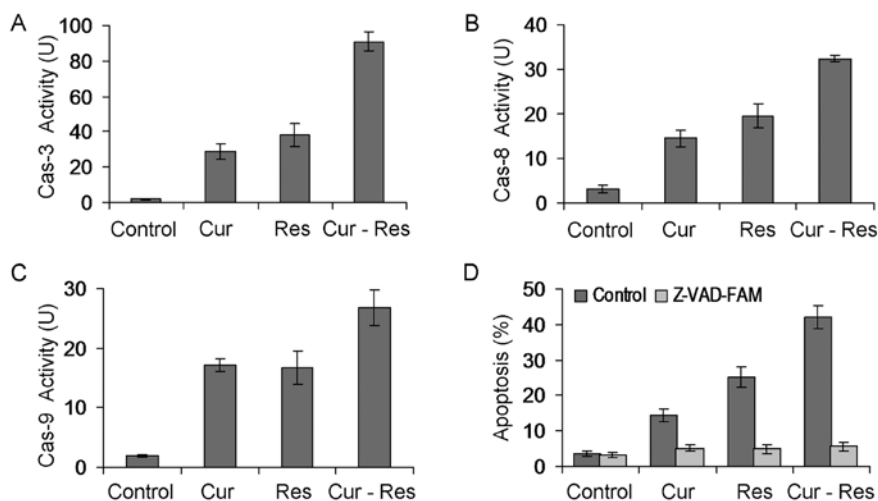 A
Cas-3 Activity (U)
100
80
60
40
20
0
Control Cur Res Cur - Res
B
Cas-8 Activity (U)
40
30
20
10
0
Control Cur Res Cur - Res
C
Cas-9 Activity (U)
30
20
10
0
Control Cur Res Cur - Res
D
Apoptosis (%)
50
40
30
20
10
0
Control Z-VAD-FAM
Control Cur Res Cur - Res